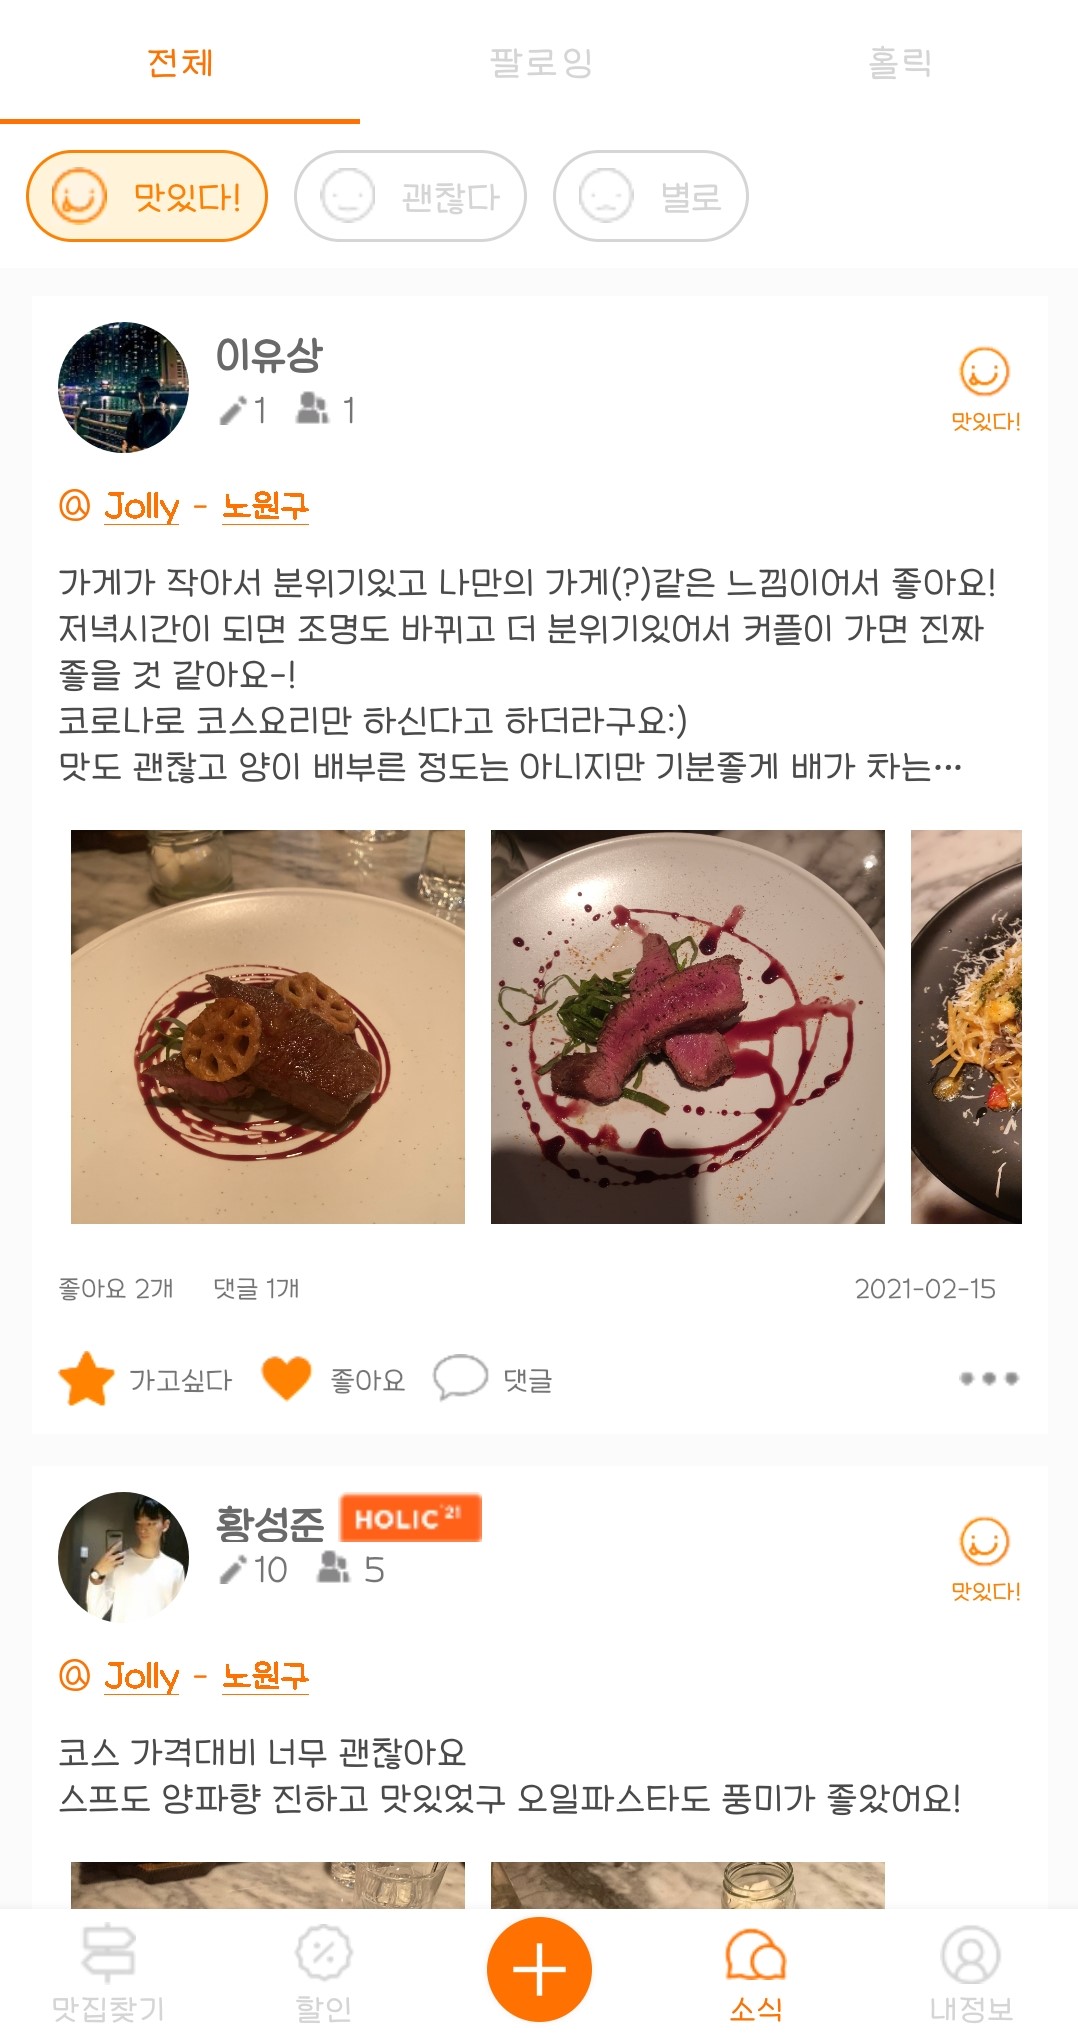 전체 팔로잉 홀릭
맛있다! 괜찮다 별로
이유상
1 1
맛있다!
@ Jolly - 노원구
가게가 작아서 분위기있고 나만의 가게(?)같은 느낌이어서 좋아요!
저녁시간이 되면 조명도 바뀌고 더 분위기있어서 커플이 가면 진짜
좋을 것 같아요-!
코로나로 코스요리만 하신다고 하더라구요:)
맛도 괜찮고 양이 배부른 정도는 아니지만 기분좋게 배가 차는…
좋아요 2개 댓글 1개 2021-02-15
가고싶다 좋아요 댓글
황성준 HOLIC '21
10 5
맛있다!
@ Jolly - 노원구
코스 가격대비 너무 괜찮아요
스프도 양파향 진하고 맛있었구 오일파스타도 풍미가 좋았어요!
맛집찾기 할인 소식 내정보